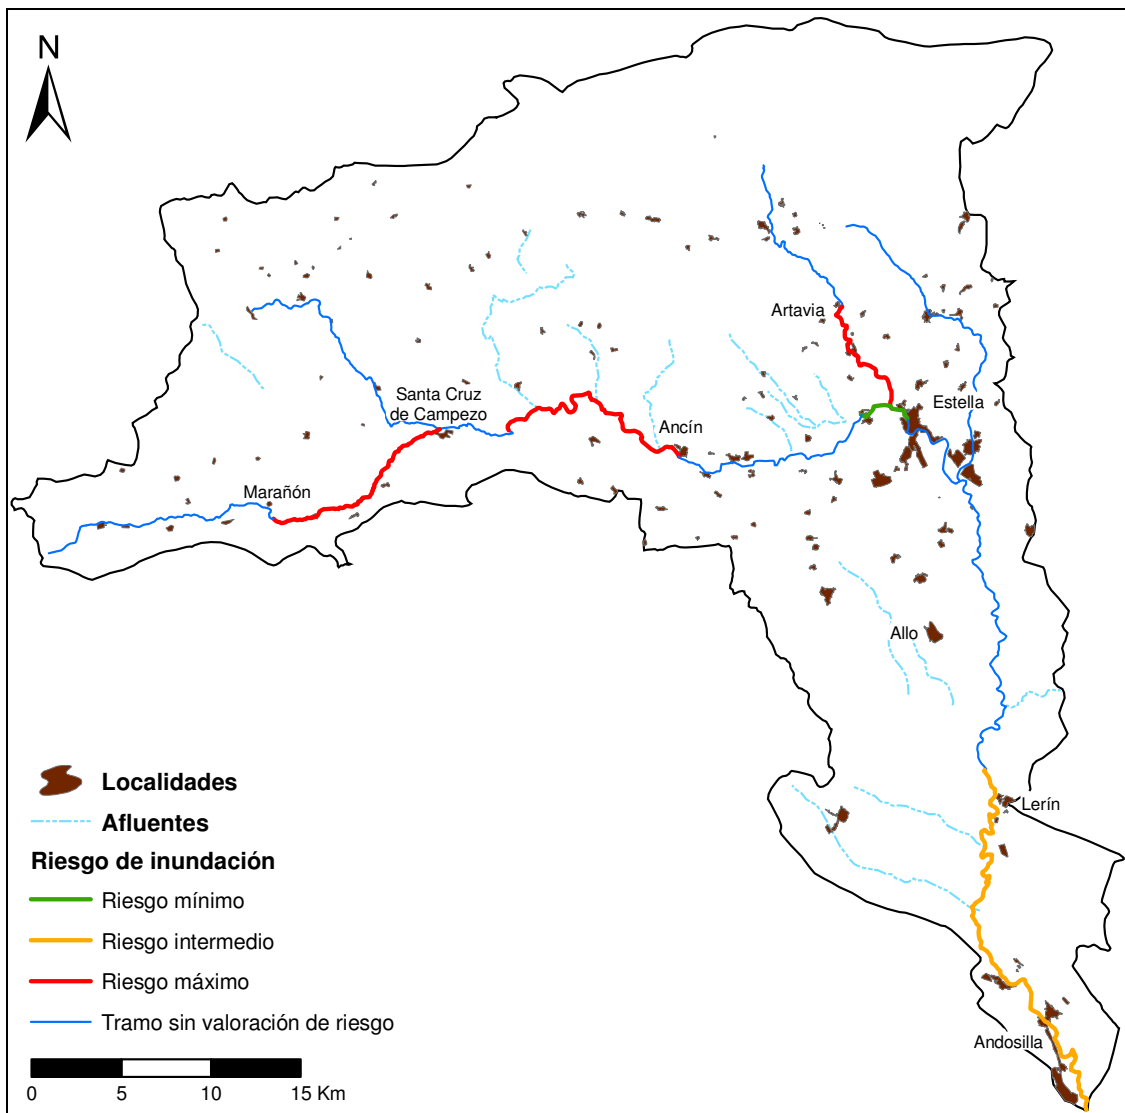 N
Artavia
Estella
Santa Cruz
de Campezo
Ancín
Marañón
Allo
Lerín
Andosilla
Localidades
Afluentes
Riesgo de inundación
Riesgo mínimo
Riesgo intermedio
Riesgo máximo
Tramo sin valoración de riesgo
0 5 10 15 Km